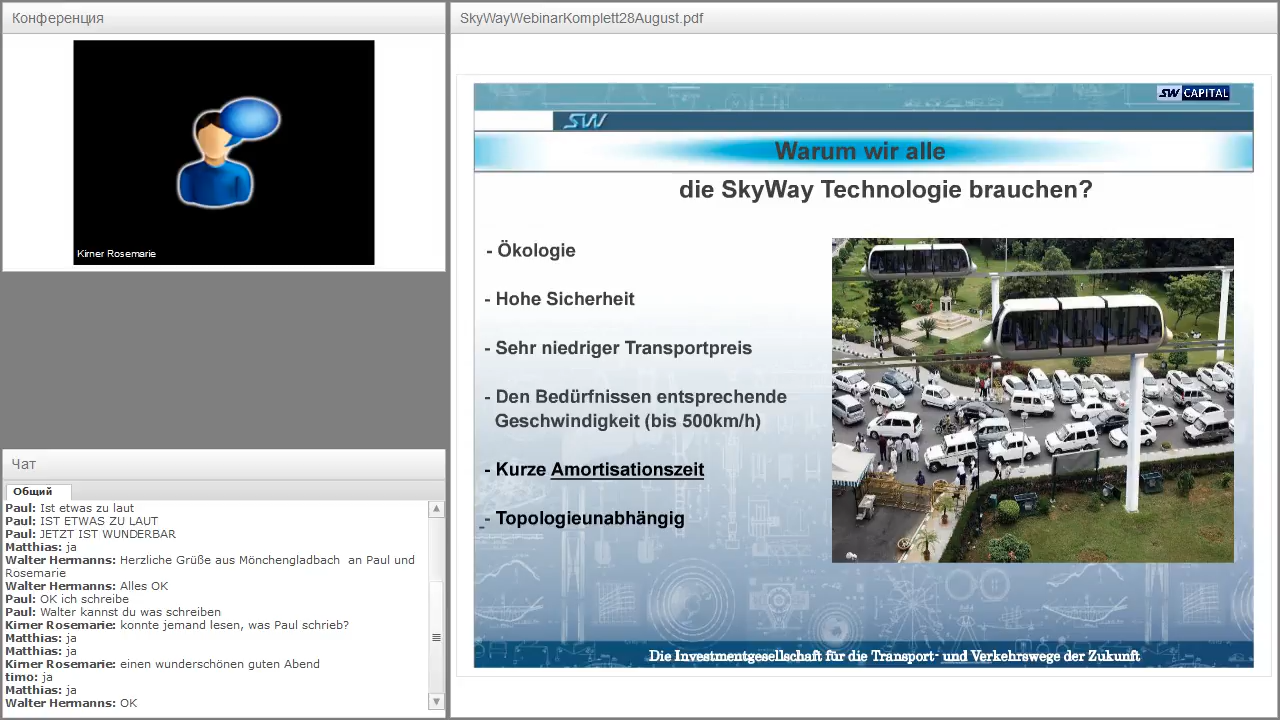 Конференция
Kirner Rosemarie
Чат
Общий
Paul: Ist etwas zu laut
Paul: IST ETWAS ZU LAUT
Paul: JETZT IST WUNDERBAR
Matthias: ja
Walter Hermanns: Herzliche Grüße aus Mönchengladbach an Paul und
Rosemarie
Walter Hermanns: Alles OK
Paul: OK ich schreibe
Paul: Walter kannst du was schreiben
Kirner Rosemarie: konnte jemand lesen, was Paul schrieb?
Matthias: ja
Matthias: ja
Kirner Rosemarie: einen wunderschönen guten Abend
timo: ja
Matthias: ja
Walter Hermanns: OK
SkyWayWebinarKomplett28August.pdf
SW CAPITAL
SW
Warum wir alle
die SkyWay Technologie brauchen?
- Ökologie
- Hohe Sicherheit
- Sehr niedriger Transportpreis
- Den Bedürfnissen entsprechende
Geschwindigkeit (bis 500km/h)
- Kurze Amortisationszeit
- Topologieunabhängig
Die Investmentgesellschaft für die Transport- und Verkehrswege der Zukunft